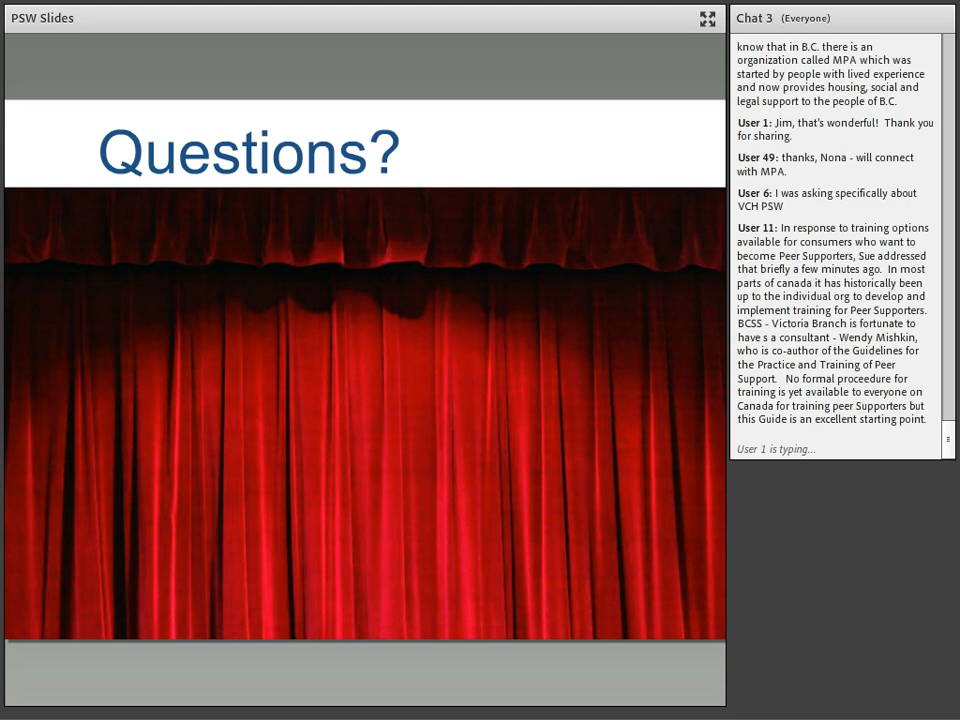 PSW Slides
Questions?
Chat 3 (Everyone)
know that in B.C. there is an
organization called MPA which was
started by people with lived experience
and now provides housing, social and
legal support to the people of B.C.
User 1: Jim, that's wonderful!  Thank you
for sharing.
User 49: thanks, Nona - will connect
with MPA.
User 6: I was asking specifically about
VCH PSW
User 11: In response to training options
available for consumers who want to
become Peer Supporters, Sue addressed
that briefly a few minutes ago.  In most
parts of canada it has historically been
up to the individual org to develop and
implement training for Peer Supporters.
BCSS - Victoria Branch is fortunate to
have s a consultant - Wendy Mishkin,
who is co-author of the Guidelines for
the Practice and Training of Peer
Support.   No formal proceedure for
training is yet available to everyone on
Canada for training peer Supporters but
this Guide is an excellent starting point.
User 1 is typing...